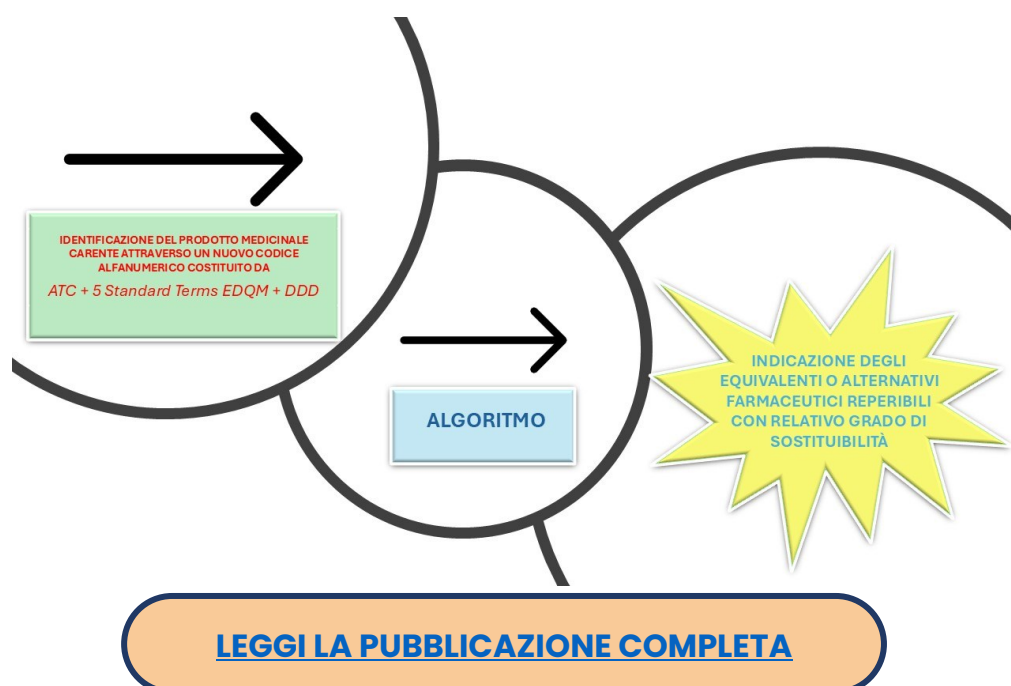 IDENTIFICAZIONE DEL PRODOTTO MEDICINALE
CARENTE ATTRAVERSO UN NUOVO CODICE
ALFANUMERICO COSTITUITO DA
ATC + 5 Standard Terms EDQM + DDD
ALGORITMO
INDICAZIONE DEGLI
EQUIVALENTI O ALTERNATIVI
FARMACEUTICI REPERIBILI
CON RELATIVO GRADO DI
SOSTITUIBILITÀ
LEGGI LA PUBBLICAZIONE COMPLETA